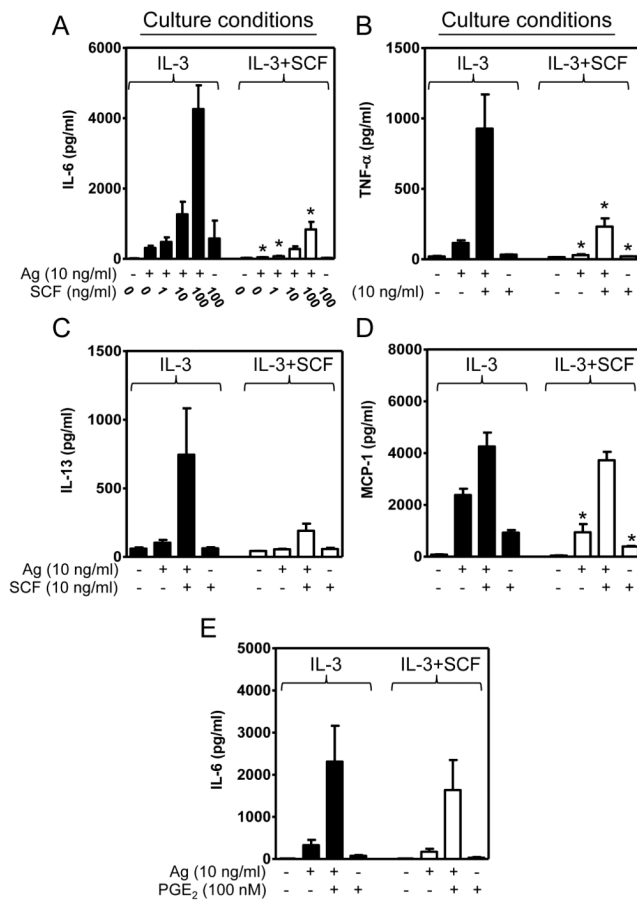 A Culture conditions
IL-3 IL-3+SCF
6000
4000
2000
0
IL-6 (pg/ml)
* * *
Ag (10 ng/ml) - + + + + - - + + + + -
SCF (ng/ml) 0 0 1 10 100 100 0 0 1 10 100 100
B Culture conditions
IL-3 IL-3+SCF
1500
1000
500
0
TNF-α (pg/ml)
* * *
- + + - - + + -
(10 ng/ml) - - + + - - + +
C
IL-3 IL-3+SCF
1500
1000
500
0
IL-13 (pg/ml)
Ag (10 ng/ml) - + + - - + + -
SCF (10 ng/ml) - - + + - - + +
D
IL-3 IL-3+SCF
8000
6000
4000
2000
0
MCP-1 (pg/ml)
* *
- + + - - + + -
- - + + - - + +
E
IL-3 IL-3+SCF
5000
4000
3000
2000
1000
0
IL-6 (pg/ml)
Ag (10 ng/ml) - + + - - + + -
PGE₂ (100 nM) - - + + - - + +